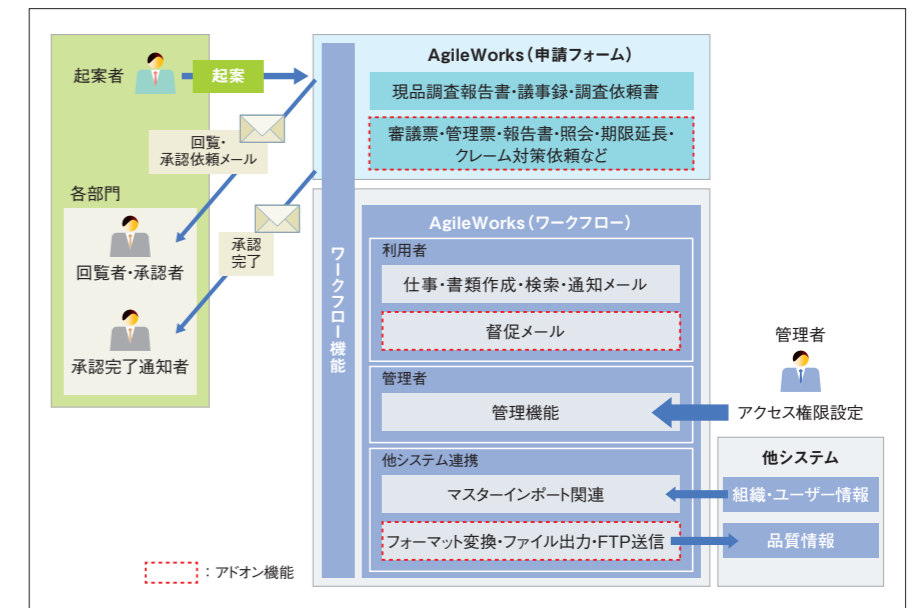 起案者
起案
回覧・
承認依頼メール
各部門
回覧者・承認者
承認
完了
承認完了通知者
ワークフロー機能
AgileWorks（申請フォーム）
現品調査報告書・議事録・調査依頼書
審議票・管理票・報告書・照会・期限延長・
クレーム対策依頼など
AgileWorks（ワークフロー）
利用者
仕事・書類作成・検索・通知メール
督促メール
管理者
管理機能
管理者
アクセス権限設定
他システム連携
マスターインポート関連
フォーマット変換・ファイル出力・FTP送信
他システム
組織・ユーザー情報
品質情報
：アドオン機能